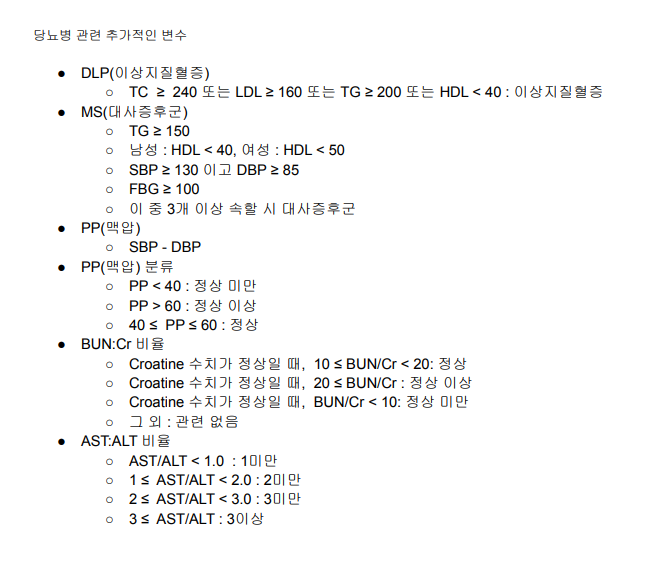 당뇨병 관련 추가적인 변수
● DLP(이상지질혈증)
○ TC ≥ 240 또는 LDL ≥ 160 또는 TG ≥ 200 또는 HDL < 40 : 이상지질혈증
● MS(대사증후군)
○ TG ≥ 150
○ 남성 : HDL < 40, 여성 : HDL < 50
○ SBP ≥ 130 이고 DBP ≥ 85
○ FBG ≥ 100
○ 이 중 3개 이상 속할 시 대사증후군
● PP(맥압)
○ SBP - DBP
● PP(맥압) 분류
○ PP < 40 : 정상 미만
○ PP > 60 : 정상 이상
○ 40 ≤ PP ≤ 60 : 정상
● BUN:Cr 비율
○ Croatine 수치가 정상일 때, 10 ≤ BUN/Cr < 20: 정상
○ Croatine 수치가 정상일 때, 20 ≤ BUN/Cr : 정상 이상
○ Croatine 수치가 정상일 때, BUN/Cr < 10: 정상 미만
○ 그 외 : 관련 없음
● AST:ALT 비율
○ AST/ALT < 1.0 : 1미만
○ 1 ≤ AST/ALT < 2.0 : 2미만
○ 2 ≤ AST/ALT < 3.0 : 3미만
○ 3 ≤ AST/ALT : 3이상